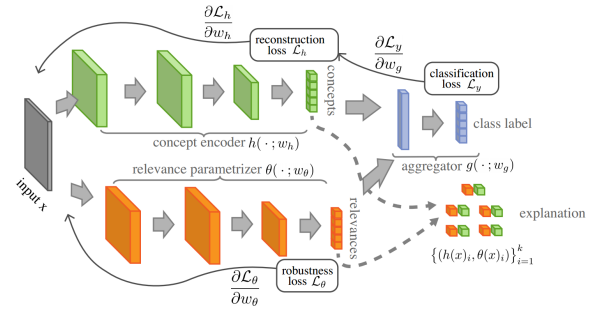 ∂ℒ_h / ∂w_h
reconstruction
loss ℒ_h
∂ℒ_y / ∂w_g
classification
loss ℒ_y
concepts
class label
concept encoder h( · ; w_h)
aggregator g( · ; w_g)
input x
relevance parametrizer θ( · ; w_θ)
relevances
explanation
{(h(x)_i, θ(x)_i)}_{i=1}^k
∂ℒ_θ / ∂w_θ
robustness
loss ℒ_θ